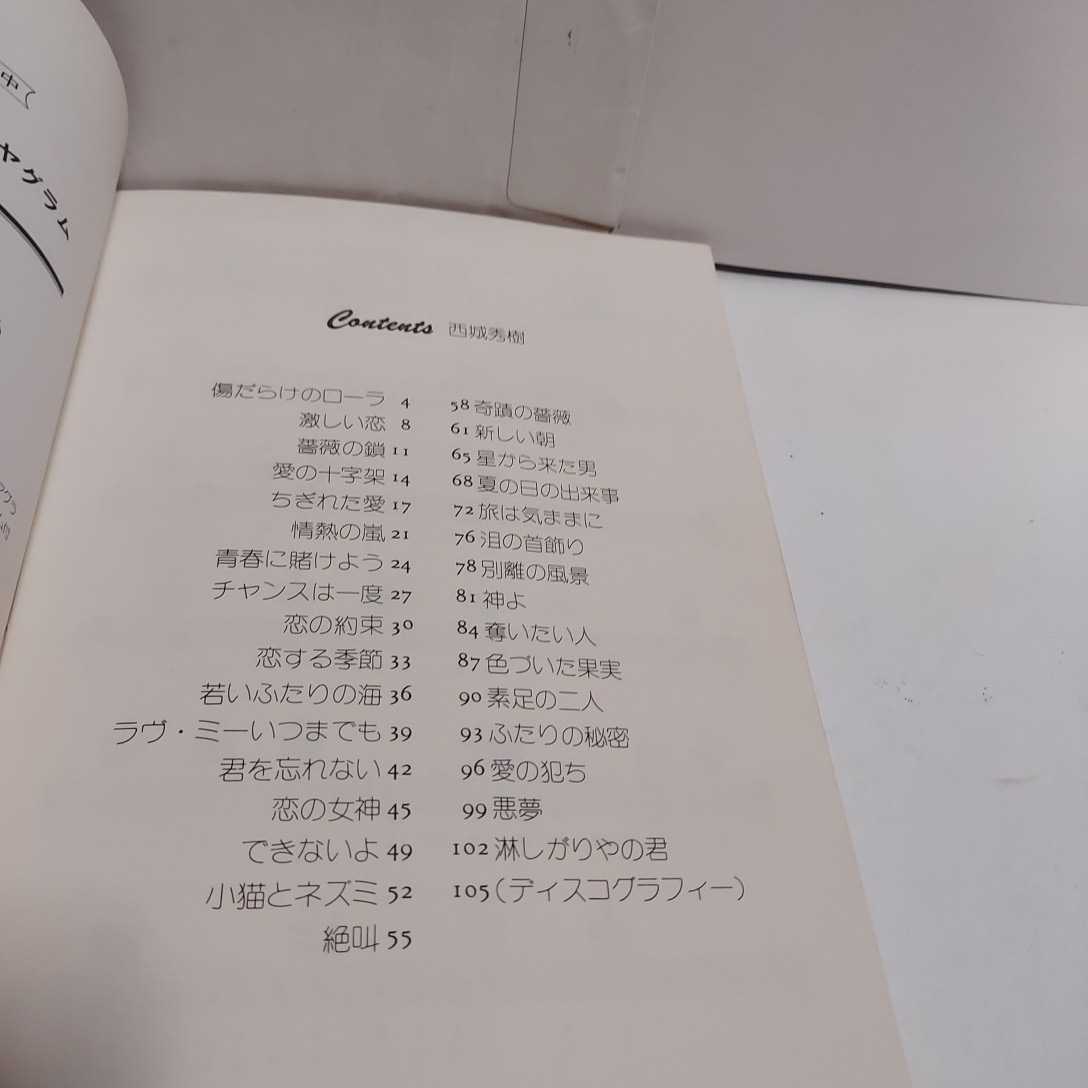 中
ヤグラム
Contents 西城秀樹
傷だらけのローラ 4
激しい恋 8
薔薇の鎖 11
愛の十字架 14
ちぎれた愛 17
情熱の嵐 21
青春に賭けよう 24
チャンスは一度 27
恋の約束 30
恋する季節 33
若いふたりの海 36
ラヴ・ミーいつまでも 39
君を忘れない 42
恋の女神 45
できないよ 49
小猫とネズミ 52
絶叫 55
58 奇蹟の薔薇
61 新しい朝
65 星から来た男
68 夏の日の出来事
72 旅は気ままに
76 泪の首飾り
78 別離の風景
81 神よ
84 奪いたい人
87 色づいた果実
90 素足の二人
93 ふたりの秘密
96 愛の犯ち
99 悪夢
102 淋しがりやの君
105 (ディスコグラフィー)